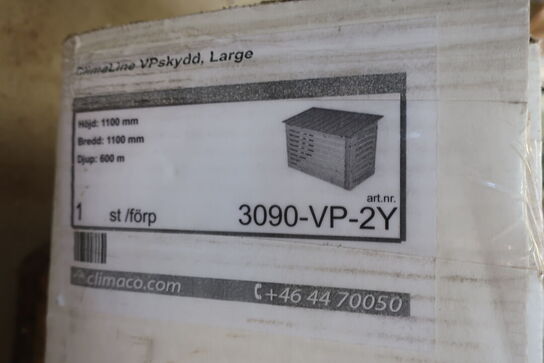 ClimaLine VPskydd, Large
Höjd: 1100 mm
Bredd: 1100 mm
Djup: 600 m
art.nr.
1 st /förp 3090-VP-2Y
climaco.com +46 44 70050